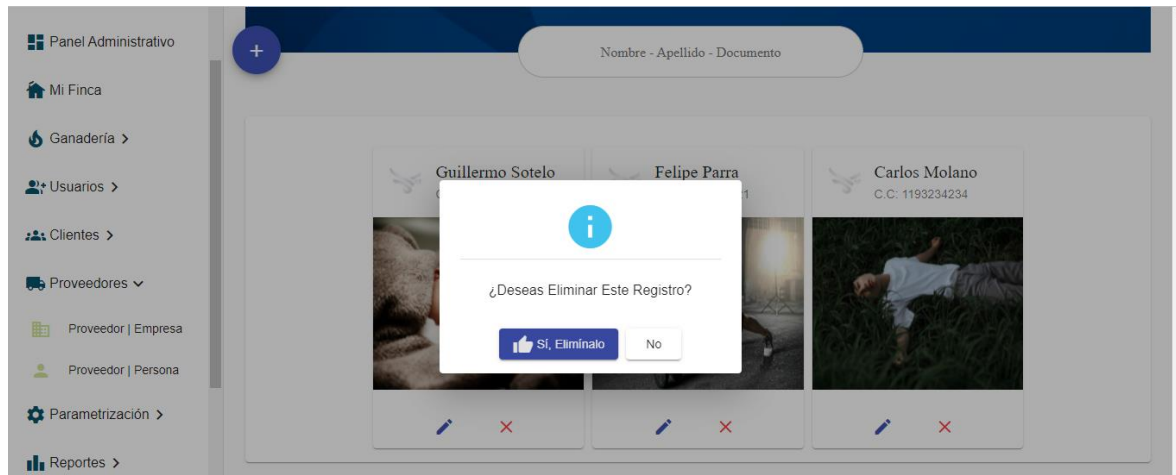 Panel Administrativo
Mi Finca
Ganadería
Usuarios
Clientes
Proveedores
Proveedor | Empresa
Proveedor | Persona
Parametrización
Reportes
+
Nombre - Apellido - Documento
Guillermo Sotelo
Felipe Parra
Carlos Molano
C.C: 1193234234
¿Deseas Eliminar Este Registro?
Sí, Elimínalo
No